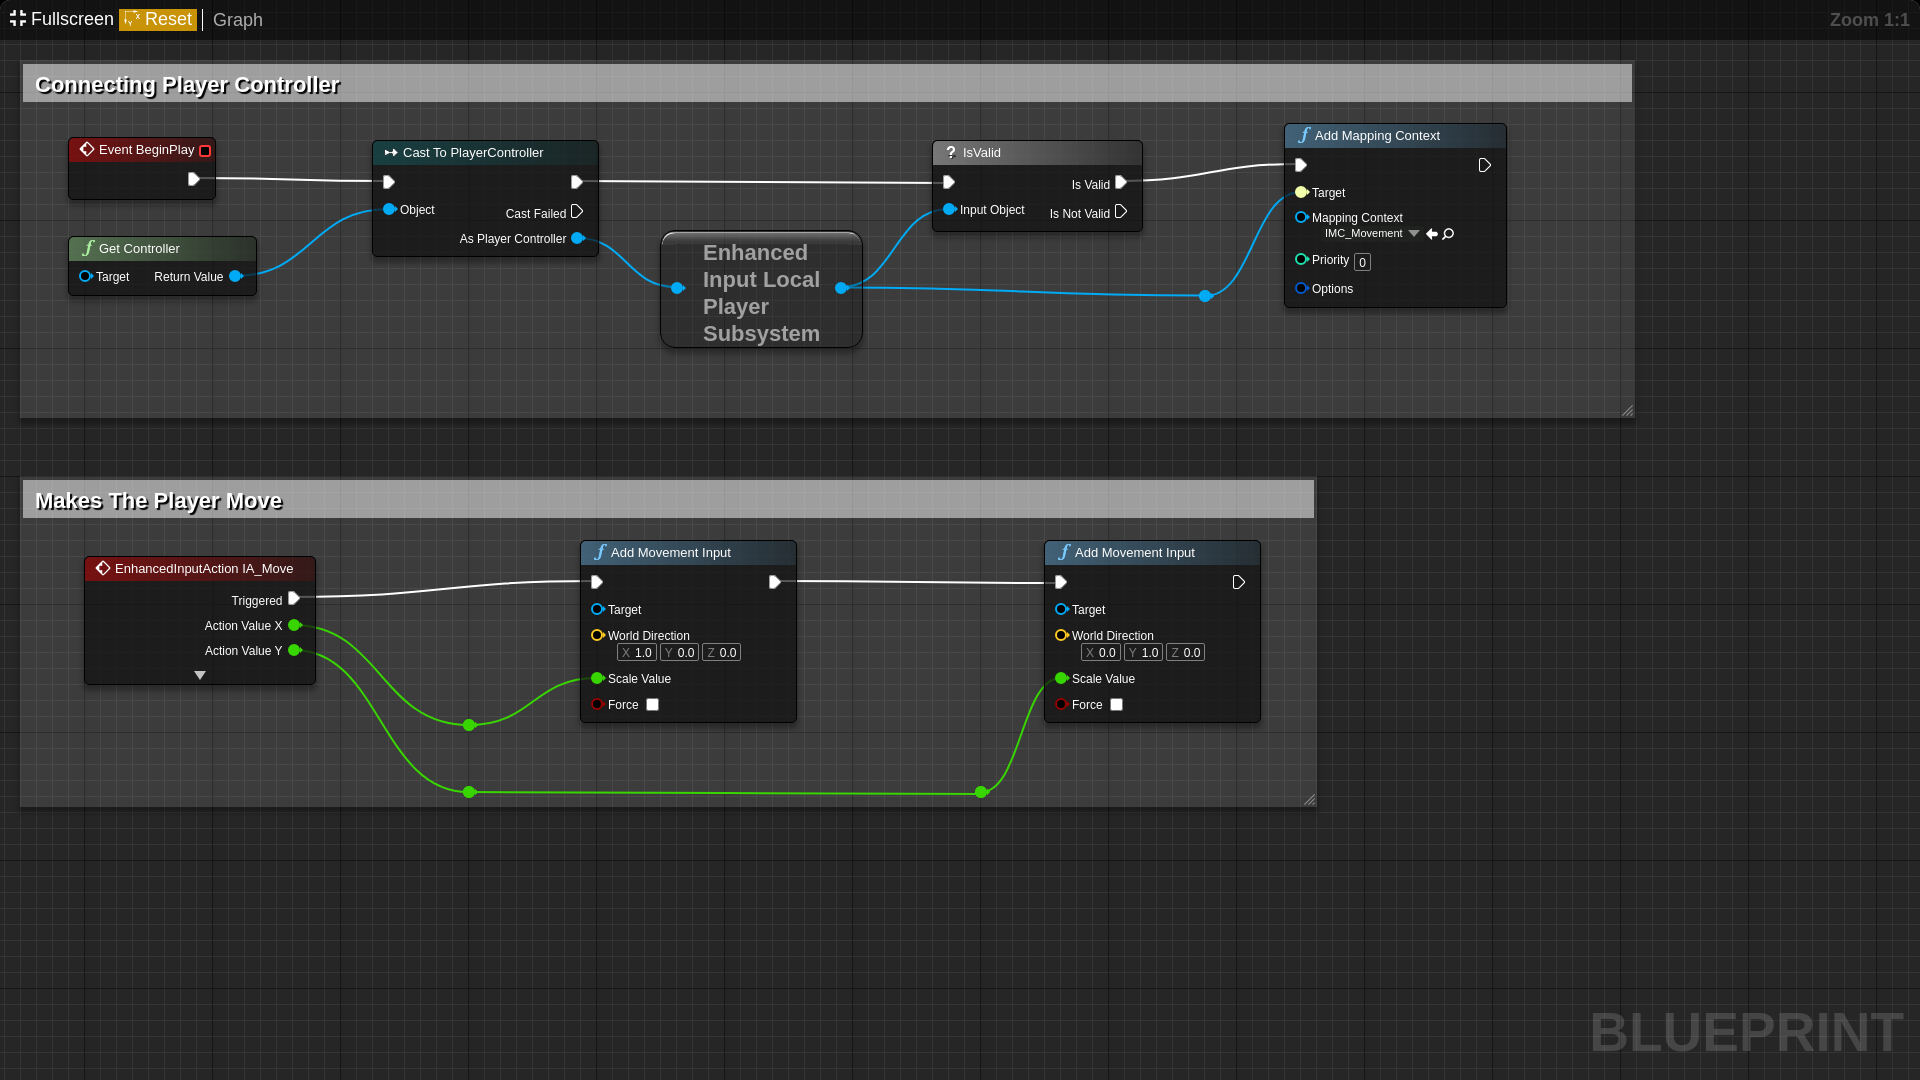 Fullscreen Reset Graph Zoom 1:1
Connecting Player Controller
Event BeginPlay
Get Controller
Target Return Value
Cast To PlayerController
Object
Cast Failed
As Player Controller
Enhanced
Input Local
Player
Subsystem
? IsValid
Is Valid
Input Object Is Not Valid
f Add Mapping Context
Target
Mapping Context
IMC_Movement
Priority 0
Options
Makes The Player Move
EnhancedInputAction IA_Move
Triggered
Action Value X
Action Value Y
f Add Movement Input
Target
World Direction
X 1.0 Y 0.0 Z 0.0
Scale Value
Force
f Add Movement Input
Target
World Direction
X 0.0 Y 1.0 Z 0.0
Scale Value
Force
BLUEPRINT